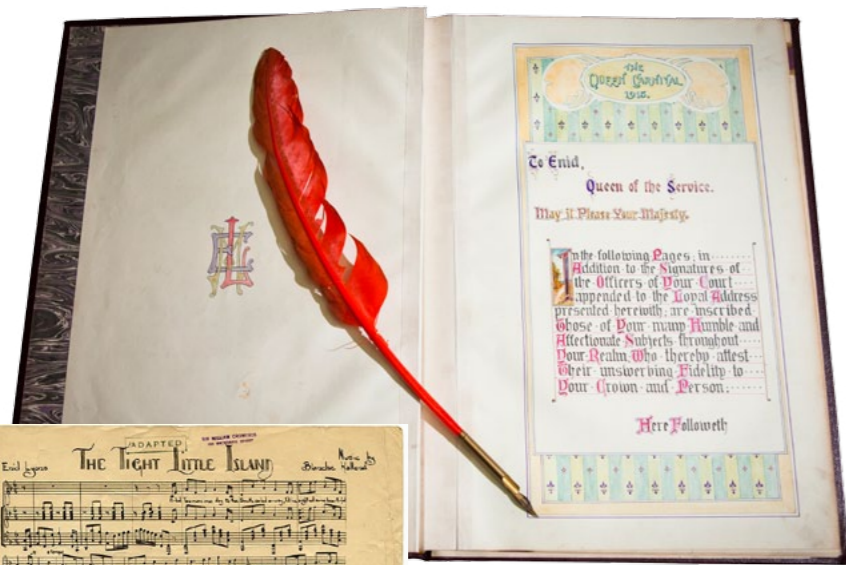 THE
QUEEN CARNIVAL
1915.
To Enid,
Queen of the Service.
May it Please Your Majesty,
In the following Pages, in
Addition to the Signatures of
the Officers of Your Court
appended to the Loyal Address
presented herewith, are inscribed
Those of Your many Humble and
Affectionate Subjects throughout
Your Realm Who thereby attest
Their unswerving Fidelity to
Your Crown and Person.
Here Followeth
EL
ADAPTED
Enid Lyons
THE TIGHT LITTLE ISLAND
Music by